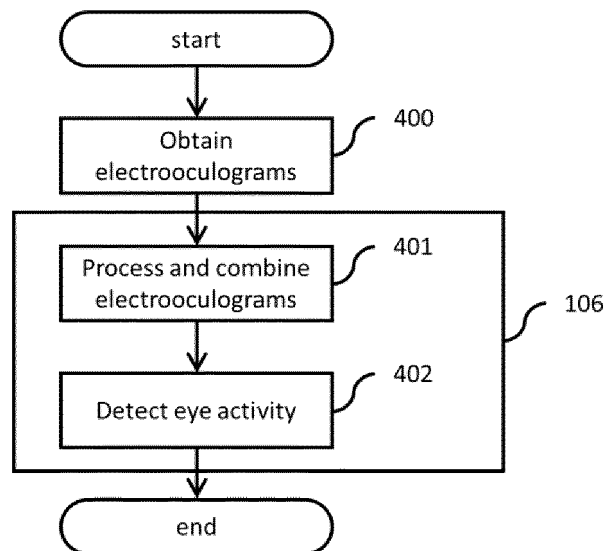 start
400
Obtain
electrooculograms
401
Process and combine
electrooculograms
106
402
Detect eye activity
end